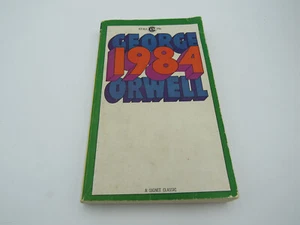 GEORGE
1984
ORWELL
A SIGNET CLASSIC